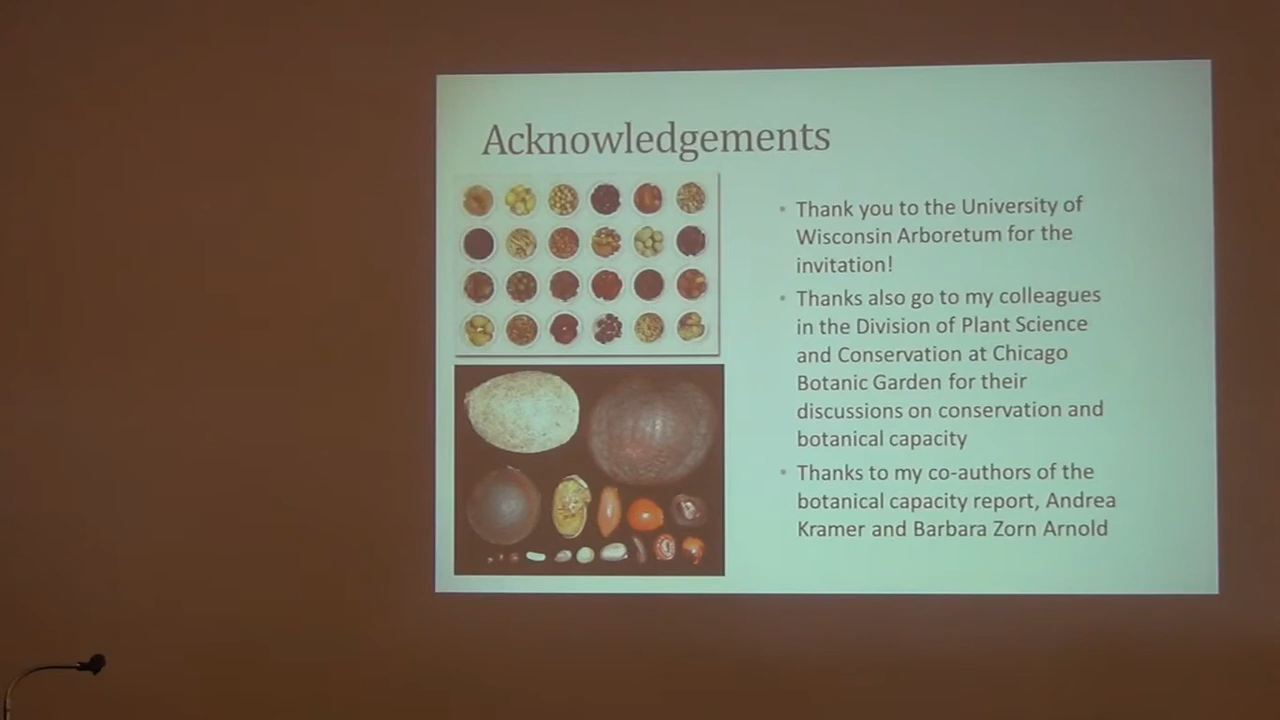 Acknowledgements
• Thank you to the University of
Wisconsin Arboretum for the
invitation!
• Thanks also go to my colleagues
in the Division of Plant Science
and Conservation at Chicago
Botanic Garden for their
discussions on conservation and
botanical capacity
• Thanks to my co-authors of the
botanical capacity report, Andrea
Kramer and Barbara Zorn Arnold